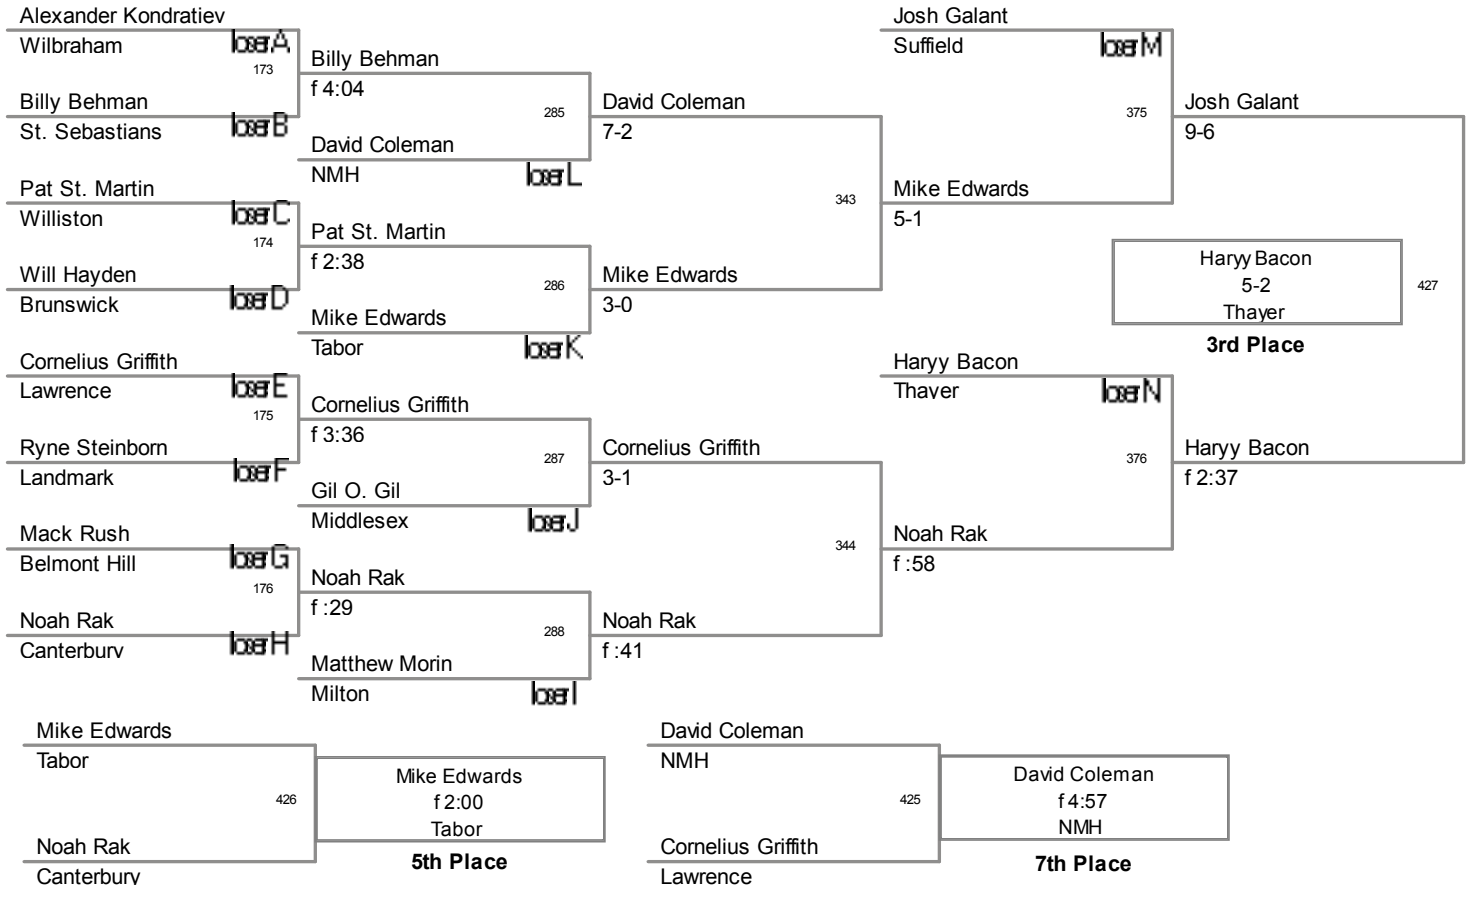 Alexander Kondratiev
Wilbraham
loser A
173
Billy Behman
St. Sebastians
loser B
Billy Behman
f 4:04
285
David Coleman
NMH
loser L
David Coleman
7-2
Pat St. Martin
Williston
loser C
174
Will Hayden
Brunswick
loser D
Pat St. Martin
f 2:38
286
Mike Edwards
Tabor
loser K
Mike Edwards
3-0
343
Mike Edwards
5-1
Josh Galant
Suffield
loser M
375
Josh Galant
9-6
Cornelius Griffith
Lawrence
loser E
175
Ryne Steinborn
Landmark
loser F
Cornelius Griffith
f 3:36
287
Gil O. Gil
Middlesex
loser J
Cornelius Griffith
3-1
Mack Rush
Belmont Hill
loser G
176
Noah Rak
Canterbury
loser H
Noah Rak
f :29
288
Matthew Morin
Milton
loser I
Noah Rak
f :41
344
Noah Rak
f :58
Haryy Bacon
Thayer
loser N
376
Haryy Bacon
f 2:37
Haryy Bacon
5-2
Thayer
427
3rd Place
Mike Edwards
Tabor
426
Noah Rak
Canterbury
Mike Edwards
f 2:00
Tabor
5th Place
David Coleman
NMH
425
Cornelius Griffith
Lawrence
David Coleman
f 4:57
NMH
7th Place